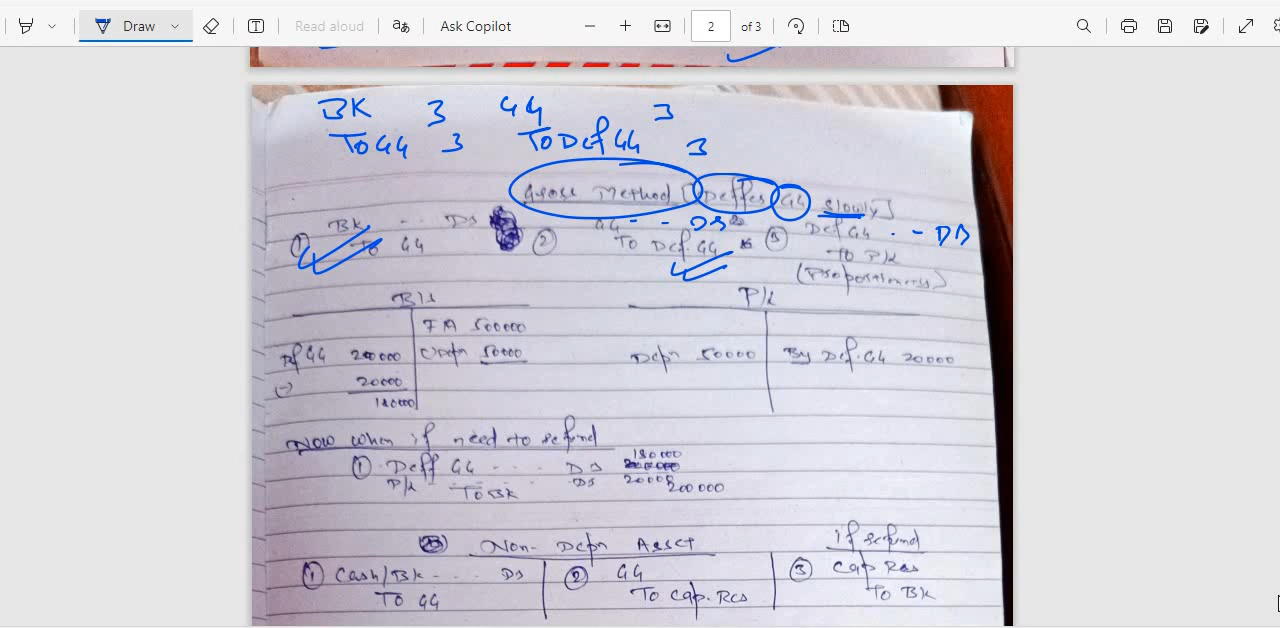 Draw
Read aloud
aあ
Ask Copilot
2 of 3
BK 3 GG 3
To GG 3 To Def GG 3
Gross Method [Deffer GG slowly]
① BK .. Dr
To GG
② GG - - Dr
To Def. GG
③ Def GG . - Dr
To P/L
B/S P/L
FA 500000
Def GG 200000 (-) Depn 50000 Depn 50000 By Def. GG 20000
(-) 20000
180000
Now when if need to refund
① Deff GG .... Dr 180000
P/L .... Dr 20000
To BK 200000
Non- Depn Asset If refund
① Cash/BK .... Dr
To GG
② GG
To Cap. Res
③ Cap Res
To BK